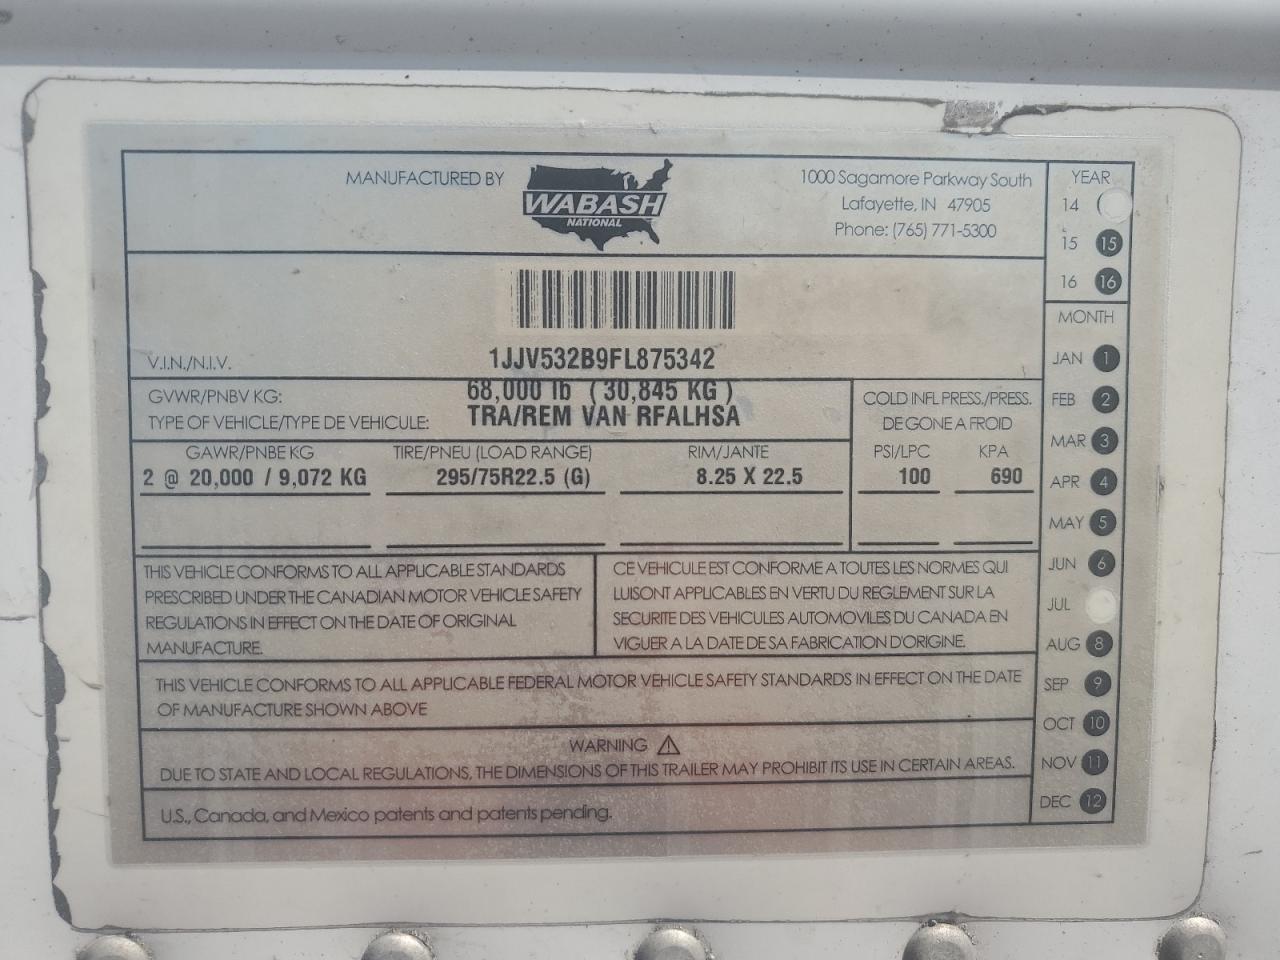 MANUFACTURED BY
WABASH
NATIONAL
1000 Sagamore Parkway South
Lafayette, IN 47905
Phone: (765) 771-5300
YEAR
14
15 15
16 16
V.I.N./N.I.V. 1JJV532B9FL875342
GVWR/PNBV KG: 68,000 lb (30,845 KG)
TYPE OF VEHICLE/TYPE DE VEHICULE: TRA/REM VAN RFALHSA
COLD INFL PRESS./PRESS.
DE GONE A FROID
GAWR/PNBE KG TIRE/PNEU (LOAD RANGE) RIM/JANTE PSI/LPC KPA
2 @ 20,000 / 9,072 KG 295/75R22.5 (G) 8.25 X 22.5 100 690
THIS VEHICLE CONFORMS TO ALL APPLICABLE STANDARDS
PRESCRIBED UNDER THE CANADIAN MOTOR VEHICLE SAFETY
REGULATIONS IN EFFECT ON THE DATE OF ORIGINAL
MANUFACTURE.
CE VEHICULE EST CONFORME A TOUTES LES NORMES QUI
LUI SONT APPLICABLES EN VERTU DU REGLEMENT SUR LA
SECURITE DES VEHICULES AUTOMOVILES DU CANADA EN
VIGUER A LA DATE DE SA FABRICATION D'ORIGINE.
THIS VEHICLE CONFORMS TO ALL APPLICABLE FEDERAL MOTOR VEHICLE SAFETY STANDARDS IN EFFECT ON THE DATE
OF MANUFACTURE SHOWN ABOVE
WARNING
DUE TO STATE AND LOCAL REGULATIONS, THE DIMENSIONS OF THIS TRAILER MAY PROHIBIT ITS USE IN CERTAIN AREAS.
U.S., Canada, and Mexico patents and patents pending.
MONTH
JAN 1
FEB 2
MAR 3
APR 4
MAY 5
JUN 6
JUL
AUG 8
SEP 9
OCT 10
NOV 11
DEC 12